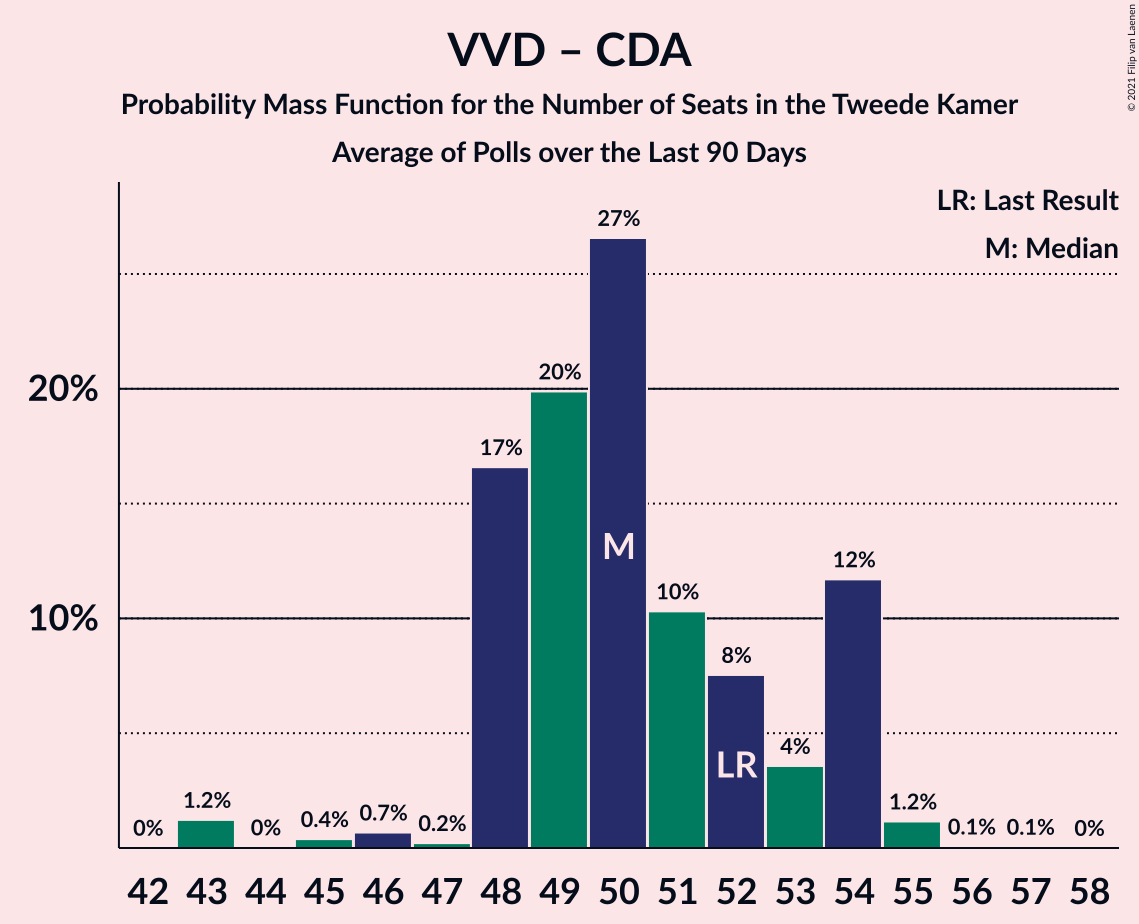 VVD – CDA
Probability Mass Function for the Number of Seats in the Tweede Kamer
Average of Polls over the Last 90 Days
© 2021 Filip van Laenen
LR: Last Result
M: Median
20%
10%
0%
1.2%
0%
0.4%
0.7%
0.2%
17%
20%
27%
10%
8%
4%
12%
1.2%
0.1%
0.1%
0%
M
LR
42 43 44 45 46 47 48 49 50 51 52 53 54 55 56 57 58